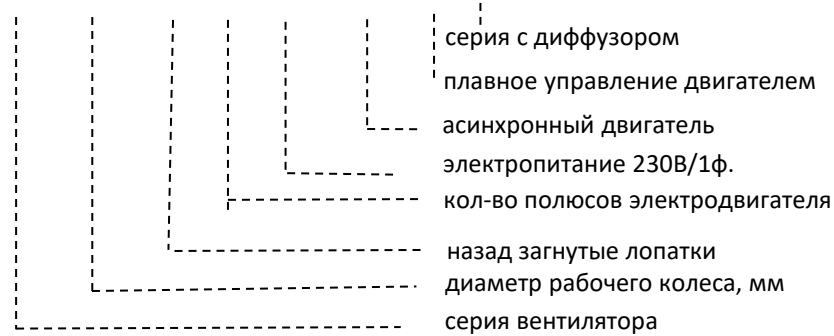 серия с диффузором
плавное управление двигателем
асинхронный двигатель
электропитание 230В/1ф.
кол-во полюсов электродвигателя
назад загнутые лопатки
диаметр рабочего колеса, мм
серия вентилятора